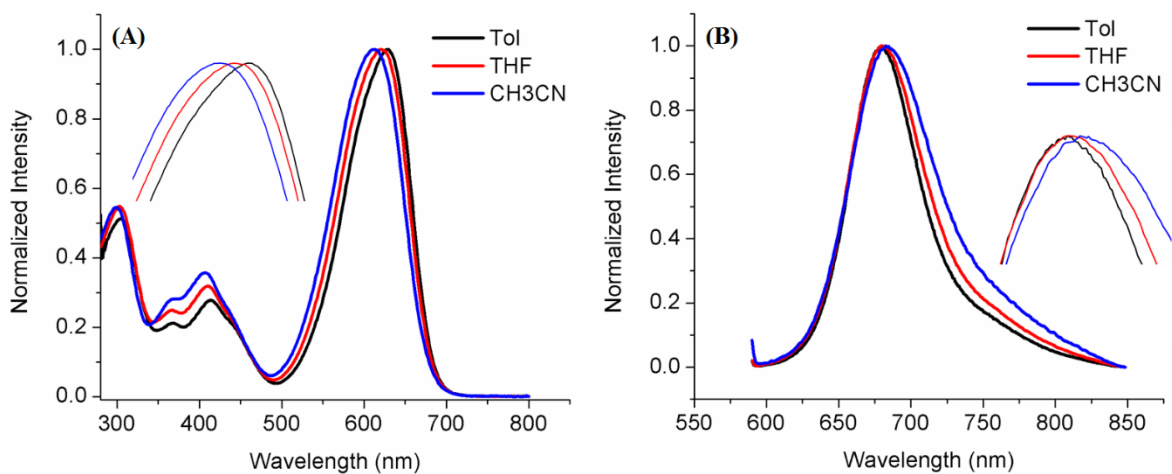 (A)
Tol
THF
CH3CN
Normalized Intensity
1.0
0.8
0.6
0.4
0.2
0.0
300 400 500 600 700 800
Wavelength (nm)
(B)
Tol
THF
CH3CN
Normalized Intensity
1.0
0.8
0.6
0.4
0.2
0.0
550 600 650 700 750 800 850
Wavelength (nm)